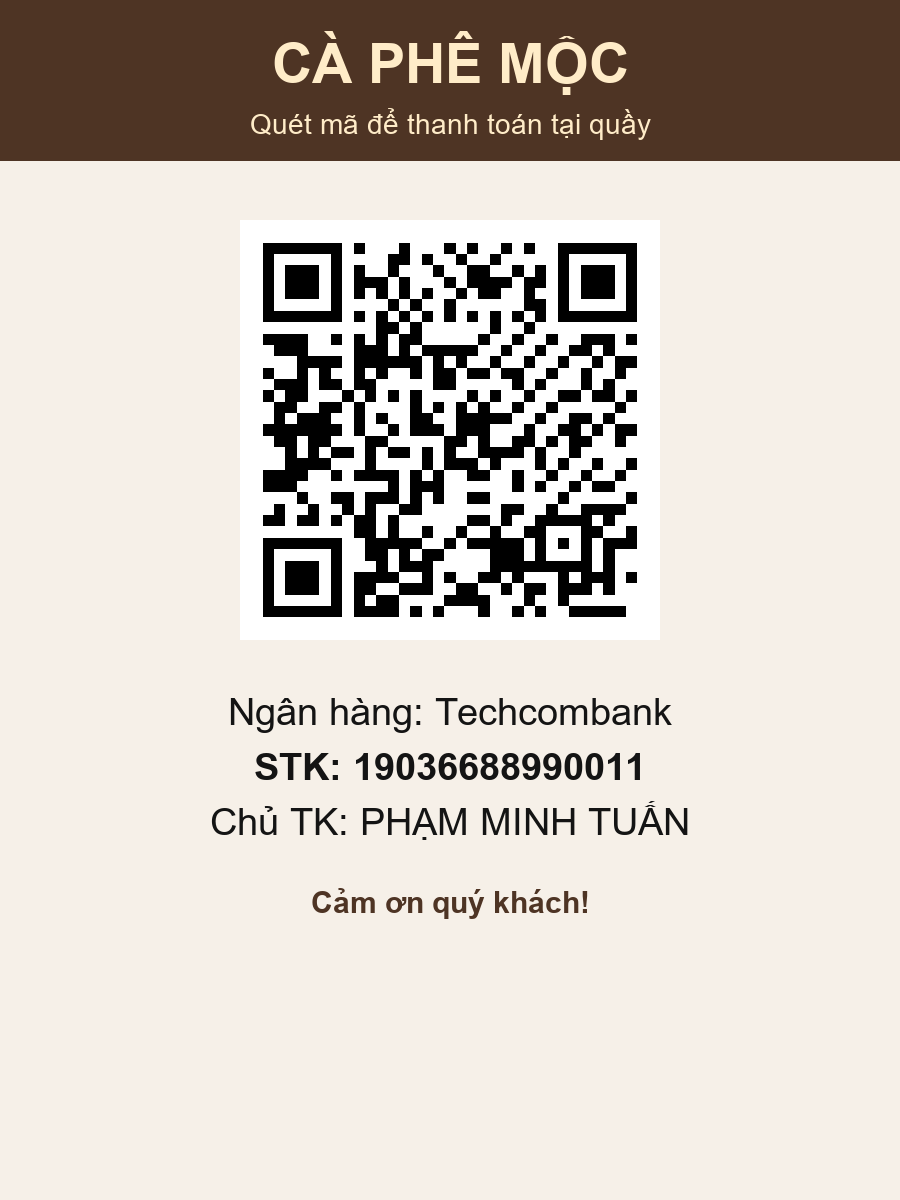 CÀ PHÊ MỘC
Quét mã để thanh toán tại quầy
Ngân hàng: Techcombank
STK: 19036688990011
Chủ TK: PHẠM MINH TUẤN
Cảm ơn quý khách!